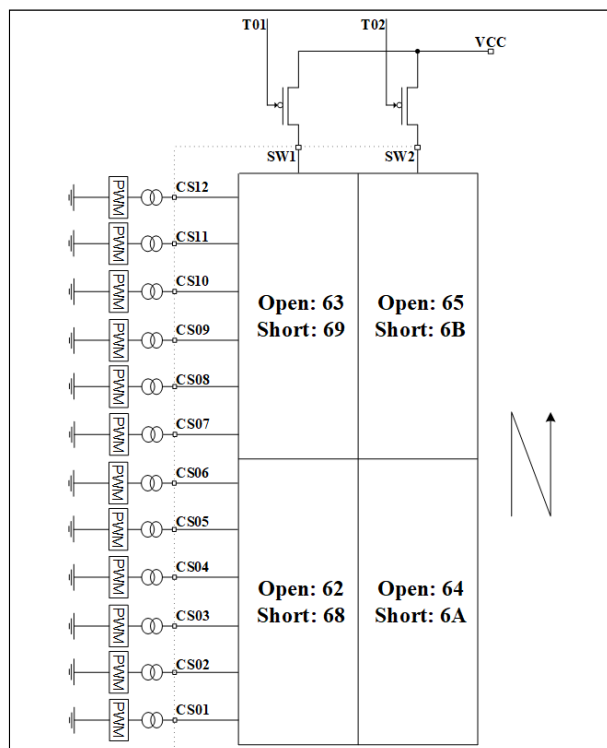 T01
T02
VCC
SW1
SW2
PWM
CS12
PWM
CS11
PWM
CS10
Open: 63
Short: 69
Open: 65
Short: 6B
PWM
CS09
PWM
CS08
PWM
CS07
PWM
CS06
PWM
CS05
PWM
CS04
Open: 62
Short: 68
Open: 64
Short: 6A
PWM
CS03
PWM
CS02
PWM
CS01